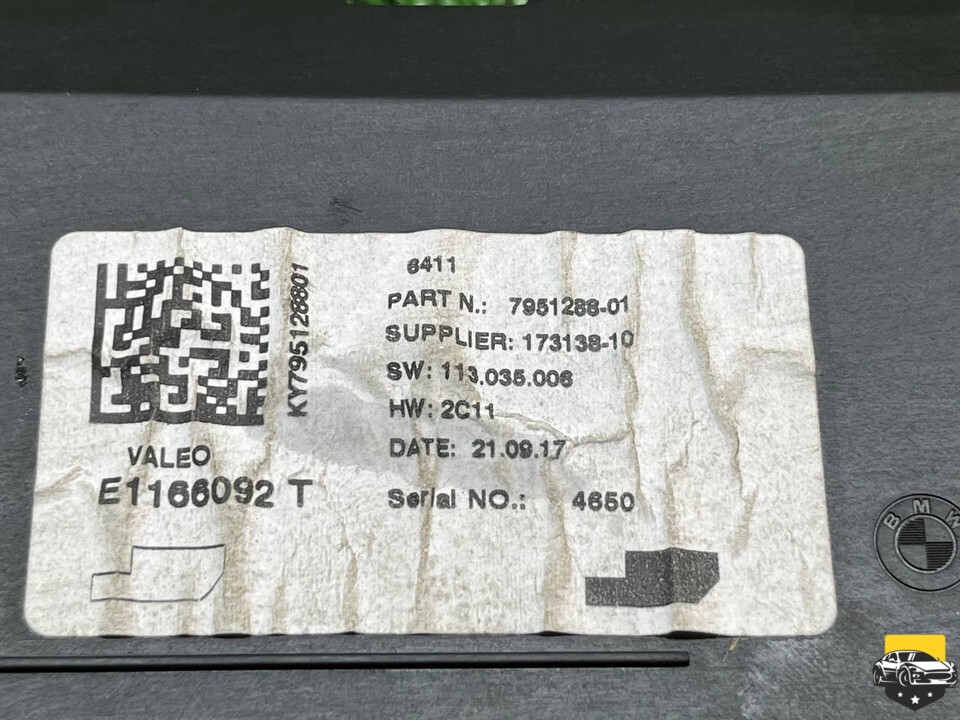 6411
PART N.: 7951288-01
SUPPLIER: 173138-10
SW: 113.035.006
HW: 2C11
DATE: 21.09.17
Serial NO.: 4650
KY795128801
VALEO
E1166092 T
BMW